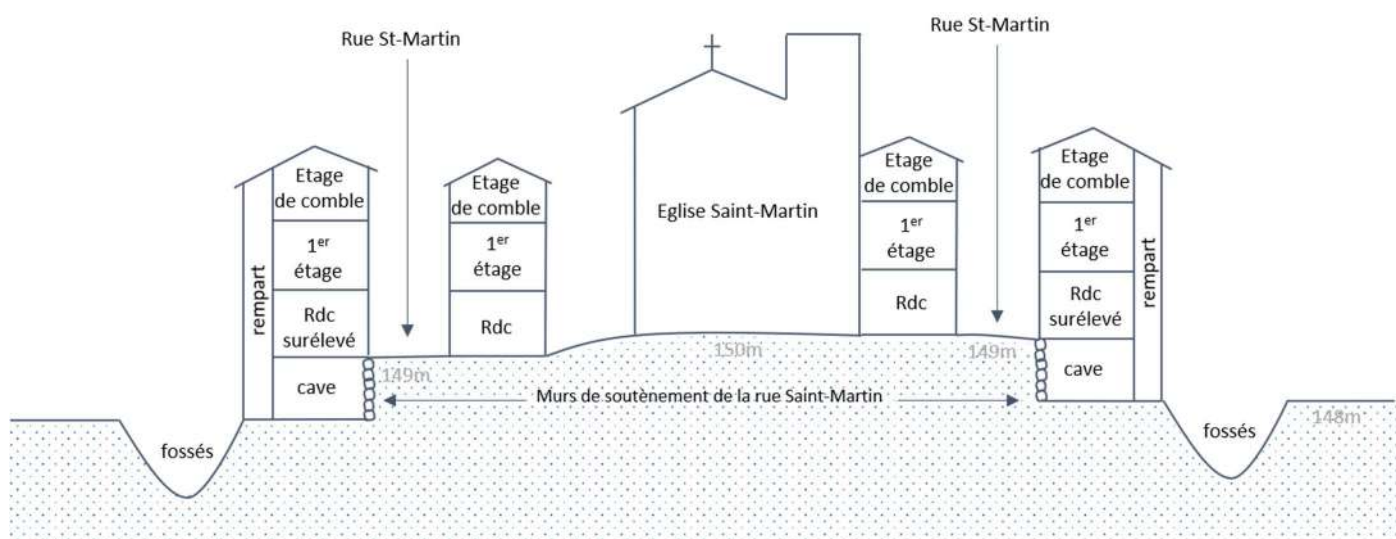 Rue St-Martin
Rue St-Martin
Etage
de comble
1er
étage
Rdc
surélevé
cave
rempart
Etage
de comble
1er
étage
Rdc
Eglise Saint-Martin
Etage
de comble
1er
étage
Rdc
Etage
de comble
1er
étage
Rdc
surélevé
cave
rempart
149m
150m
149m
148m
Murs de soutènement de la rue Saint-Martin
fossés
fossés